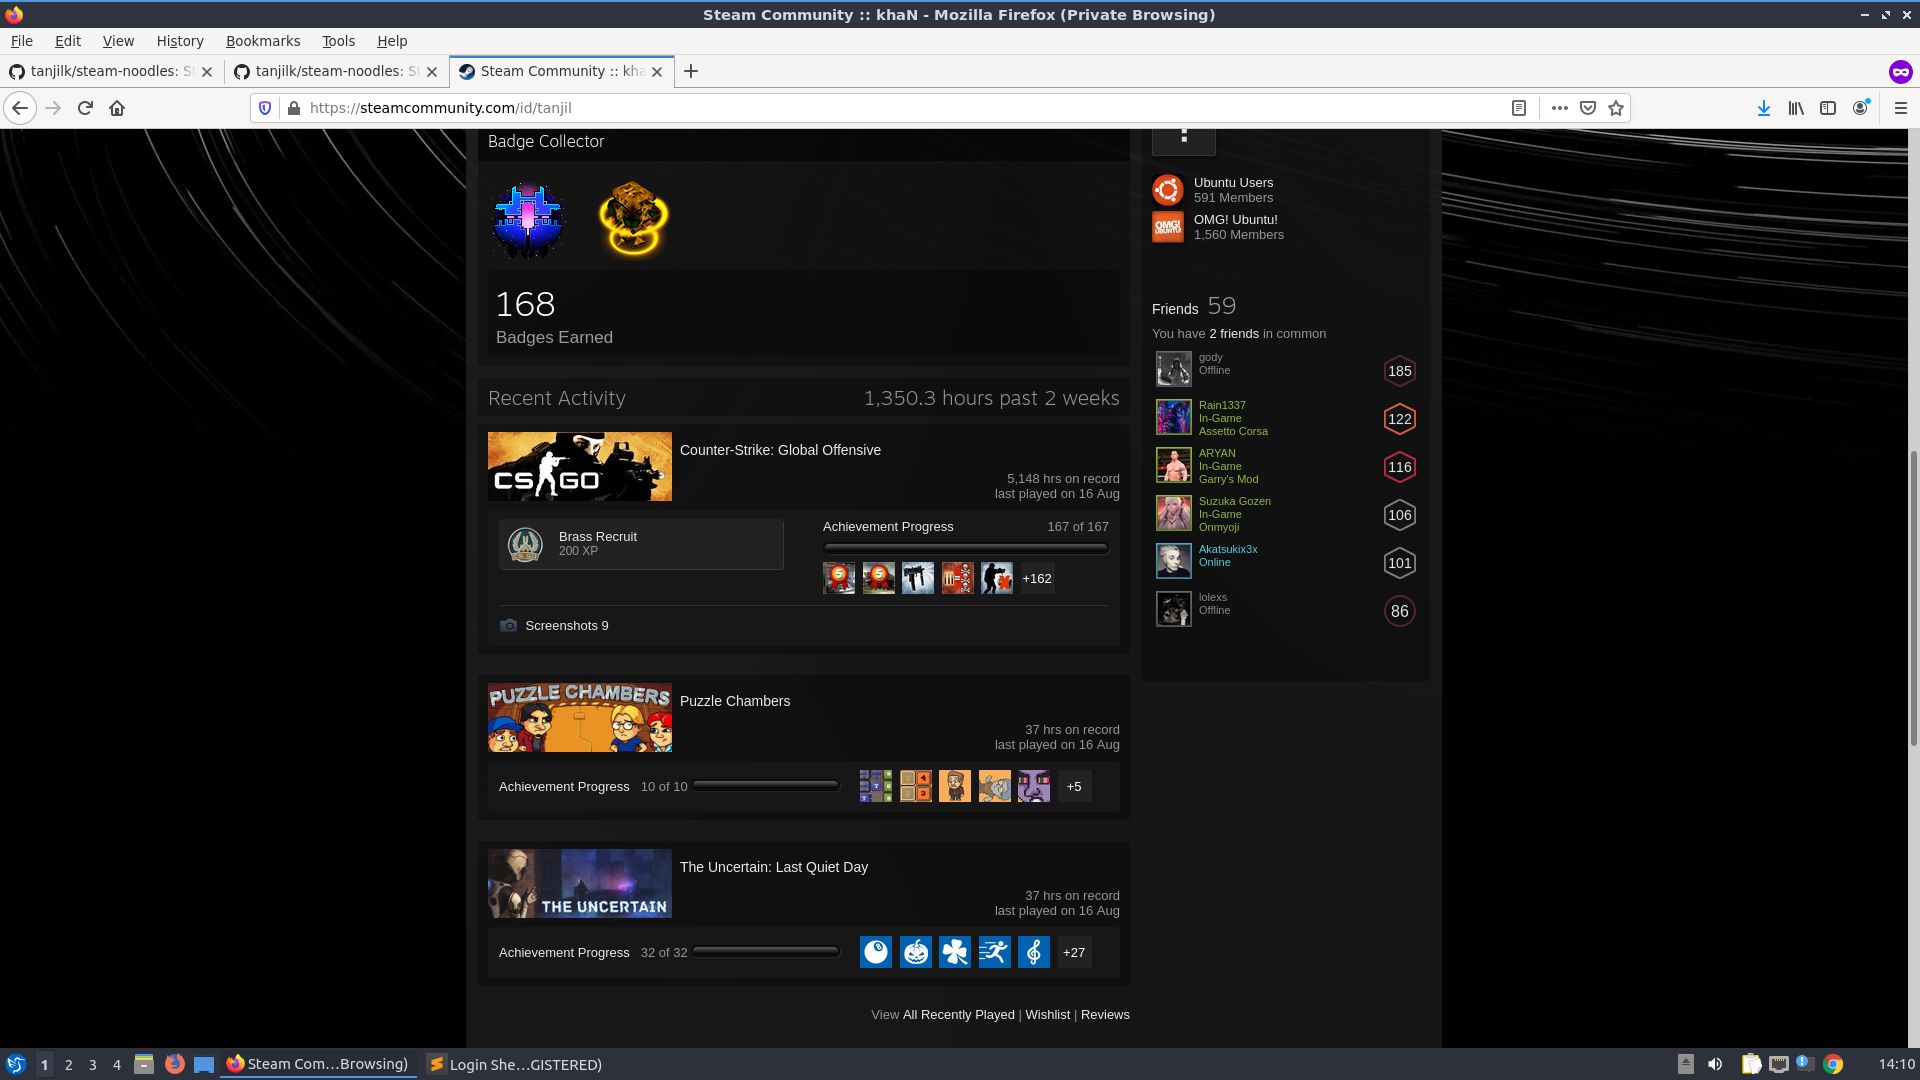 Steam Community :: khaN - Mozilla Firefox (Private Browsing)
File Edit View History Bookmarks Tools Help
tanjilk/steam-noodles: St
tanjilk/steam-noodles: St
Steam Community :: kha
https://steamcommunity.com/id/tanjil
Badge Collector
168
Badges Earned
Recent Activity
1,350.3 hours past 2 weeks
CS GO
Counter-Strike: Global Offensive
5,148 hrs on record
last played on 16 Aug
Brass Recruit
200 XP
Achievement Progress
167 of 167
+162
Screenshots 9
PUZZLE CHAMBERS
Puzzle Chambers
37 hrs on record
last played on 16 Aug
Achievement Progress 10 of 10
+5
THE UNCERTAIN
The Uncertain: Last Quiet Day
37 hrs on record
last played on 16 Aug
Achievement Progress 32 of 32
+27
View All Recently Played | Wishlist | Reviews
Ubuntu Users
591 Members
OMG! UBUNTU!
OMG! Ubuntu!
1,560 Members
Friends 59
You have 2 friends in common
gody
Offline
185
Rain1337
In-Game
Assetto Corsa
122
ARYAN
In-Game
Garry's Mod
116
Suzuka Gozen
In-Game
Onmyoji
106
Akatsukix3x
Online
101
lolexs
Offline
86
1 2 3 4
Steam Com...Browsing)
Login She...GISTERED)
14:10